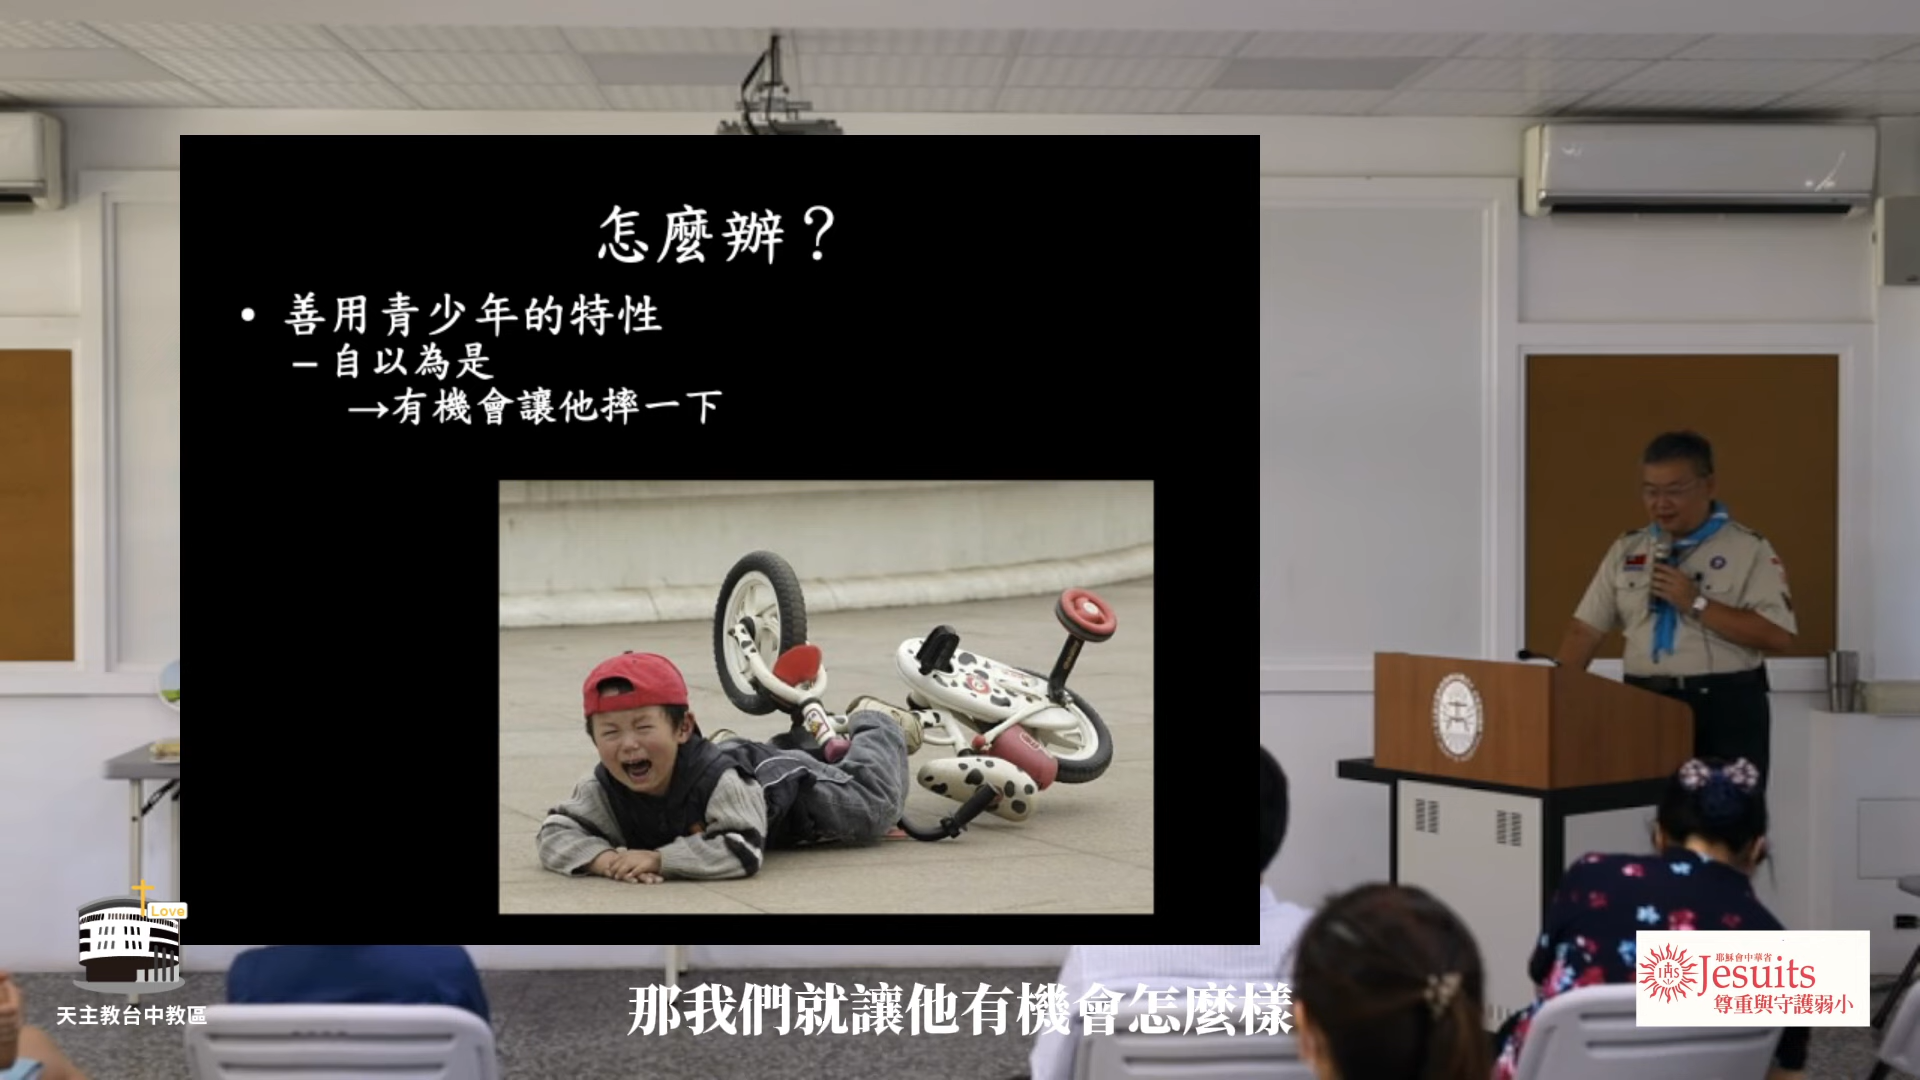 怎麼辦？
• 善用青少年的特性
– 自以為是
→有機會讓他摔一下
Love
天主教台中教區
那我們就讓他有機會怎麼樣
耶穌會中華省
IHS
Jesuits
尊重與守護弱小